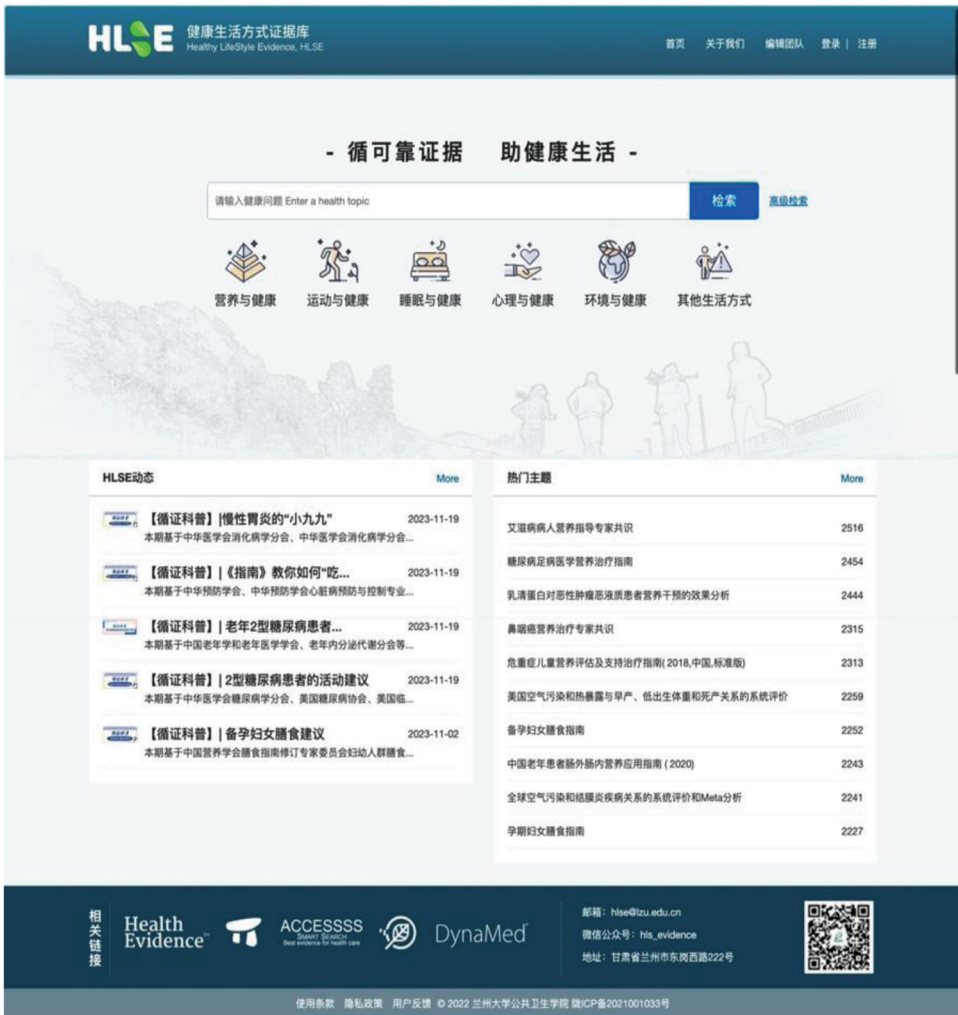 HLSE
健康生活方式证据库
Healthy LifeStyle Evidence, HLSE
首页 关于我们 编辑团队 登录 | 注册
- 循可靠证据 助健康生活 -
请输入健康问题 Enter a health topic 检索 高级检索
营养与健康 运动与健康 睡眠与健康 心理与健康 环境与健康 其他生活方式
HLSE动态 More
【循证科普】|慢性胃炎的“小九九” 2023-11-19
本期基于中华医学会消化病学分会、中华医学会消化病学分会...
【循证科普】|《指南》教你如何“吃... 2023-11-19
本期基于中华预防学会、中华预防学会心脏病预防与控制专业...
【循证科普】| 老年2型糖尿病患者... 2023-11-19
本期基于中国老年学和老年医学学会、老年内分泌代谢分会等...
【循证科普】| 2型糖尿病患者的活动建议 2023-11-19
本期基于中华医学会糖尿病学分会、美国糖尿病协会、美国临...
【循证科普】| 备孕妇女膳食建议 2023-11-02
本期基于中国营养学会膳食指南修订专家委员会妇幼人群膳食...
热门主题 More
艾滋病病人营养指导专家共识 2516
糖尿病足病医学营养治疗指南 2454
乳清蛋白对恶性肿瘤恶液质患者营养干预的效果分析 2444
鼻咽癌营养治疗专家共识 2315
危重症儿童营养评估及支持治疗指南(2018,中国,标准版) 2313
美国空气污染和热暴露与早产、低出生体重和死产关系的系统评价 2259
备孕妇女膳食指南 2252
中国老年患者肠外肠内营养应用指南 ( 2020) 2243
全球空气污染和结膜炎疾病关系的系统评价和Meta分析 2241
孕期妇女膳食指南 2227
相关链接
Health
Evidence™
ACCESSSS
SMART SEARCH
Best evidence for health care
DynaMed
邮箱：hlse@lzu.edu.cn
微信公众号：hls_evidence
地址：甘肃省兰州市东岗西路222号
使用条款 隐私政策 用户反馈 © 2022 兰州大学公共卫生学院 陇ICP备2021001033号